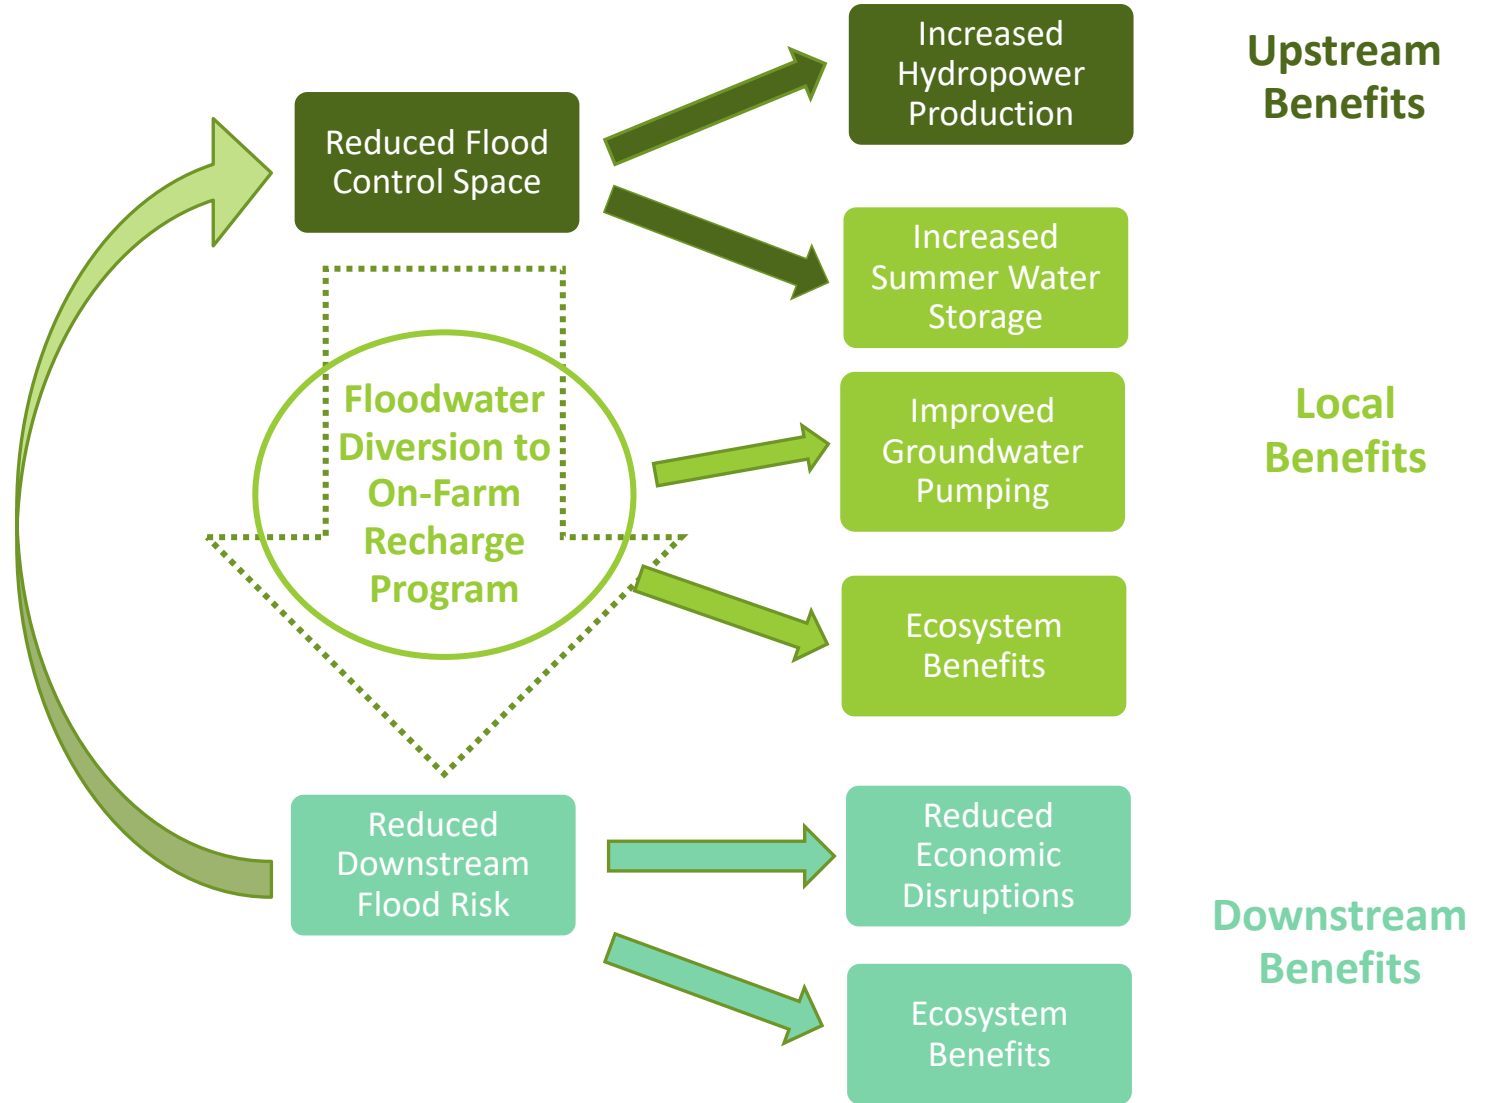 Increased
Hydropower
Production
Upstream
Benefits
Reduced Flood
Control Space
Increased
Summer Water
Storage
Floodwater
Diversion to
On-Farm
Recharge
Program
Improved
Groundwater
Pumping
Local
Benefits
Ecosystem
Benefits
Reduced
Downstream
Flood Risk
Reduced
Economic
Disruptions
Downstream
Benefits
Ecosystem
Benefits